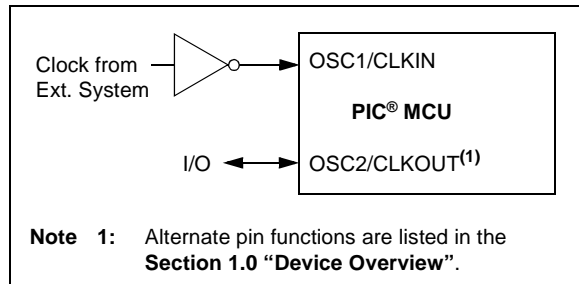 Clock from
Ext. System
OSC1/CLKIN
PIC® MCU
I/O
OSC2/CLKOUT(1)
Note 1: Alternate pin functions are listed in the
Section 1.0 “Device Overview”.